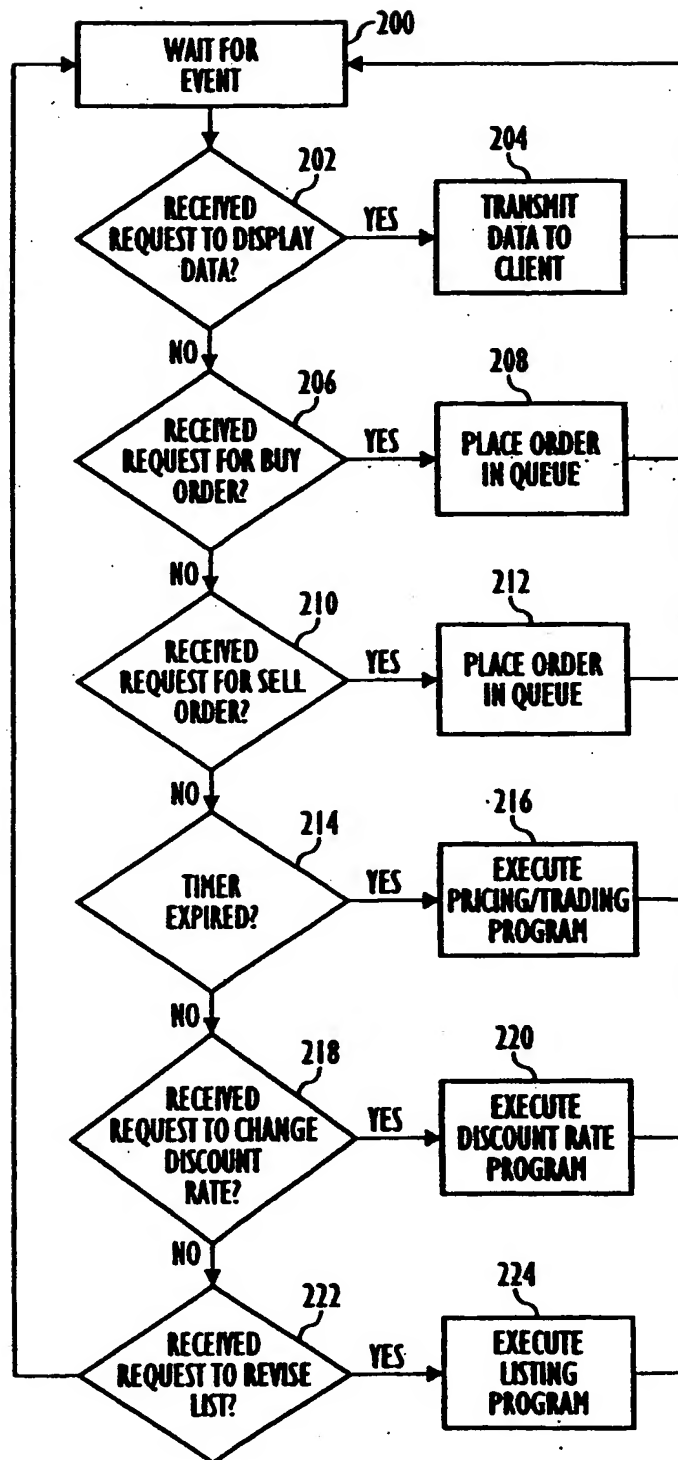 200
WAIT FOR
EVENT
202
RECEIVED
REQUEST TO DISPLAY
DATA?
YES
204
TRANSMIT
DATA TO
CLIENT
NO
206
RECEIVED
REQUEST FOR BUY
ORDER?
YES
208
PLACE ORDER
IN QUEUE
NO
210
RECEIVED
REQUEST FOR SELL
ORDER?
YES
212
PLACE ORDER
IN QUEUE
NO
214
TIMER
EXPIRED?
YES
216
EXECUTE
PRICING/TRADING
PROGRAM
NO
218
RECEIVED
REQUEST TO CHANGE
DISCOUNT
RATE?
YES
220
EXECUTE
DISCOUNT RATE
PROGRAM
NO
222
RECEIVED
REQUEST TO REVISE
LIST?
YES
224
EXECUTE
LISTING
PROGRAM